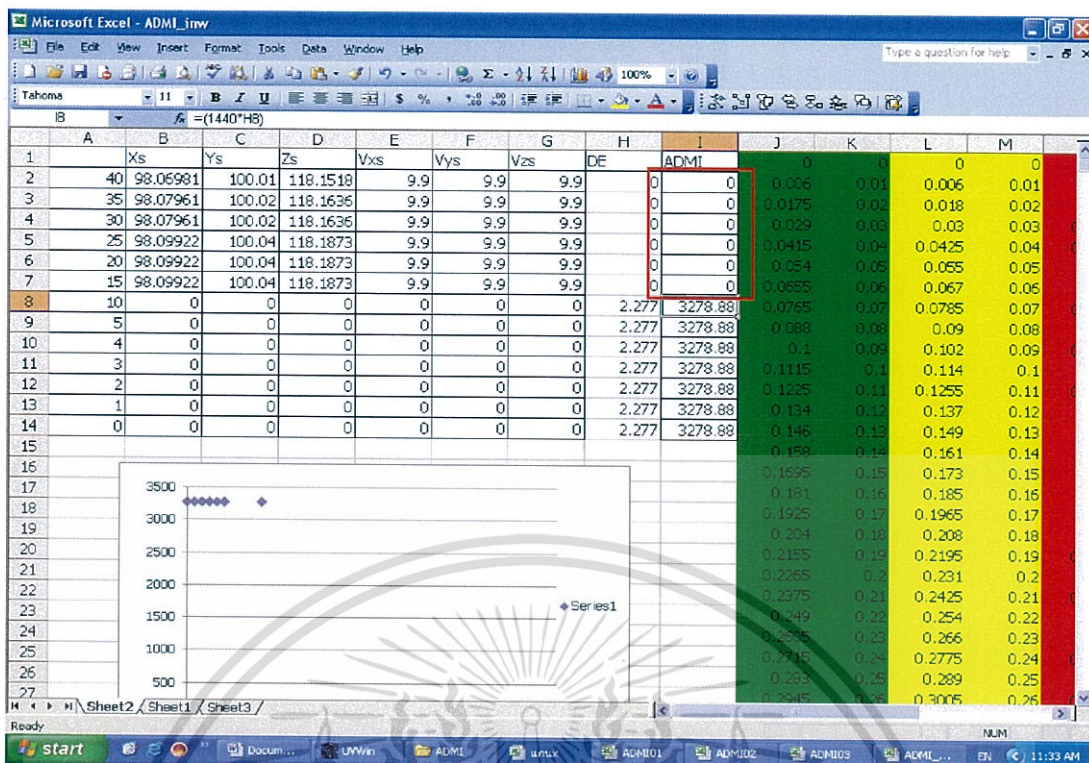 Microsoft Excel - ADMI_inw
File Edit View Insert Format Tools Data Window Help Type a question for help
100%
Tahoma 11 B I U $ % ,
I8 fx =(1440*H8)
A B C D E F G H I J K L M
1 Xs Ys Zs Vxs Vys Vzs DE ADMI 0 0 0 0
2 40 98.06981 100.01 118.1518 9.9 9.9 9.9 0 0 0.006 0.01 0.006 0.01
3 35 98.07961 100.02 118.1636 9.9 9.9 9.9 0 0 0.0175 0.02 0.018 0.02
4 30 98.07961 100.02 118.1636 9.9 9.9 9.9 0 0 0.029 0.03 0.03 0.03
5 25 98.09922 100.04 118.1873 9.9 9.9 9.9 0 0 0.0415 0.04 0.0425 0.04
6 20 98.09922 100.04 118.1873 9.9 9.9 9.9 0 0 0.054 0.05 0.055 0.05
7 15 98.09922 100.04 118.1873 9.9 9.9 9.9 0 0 0.0655 0.06 0.067 0.06
8 10 0 0 0 0 0 0 2.277 3278.88 0.0765 0.07 0.0785 0.07
9 5 0 0 0 0 0 0 2.277 3278.88 0.088 0.08 0.09 0.08
10 4 0 0 0 0 0 0 2.277 3278.88 0.1 0.09 0.102 0.09
11 3 0 0 0 0 0 0 2.277 3278.88 0.1115 0.1 0.114 0.1
12 2 0 0 0 0 0 0 2.277 3278.88 0.1225 0.11 0.1255 0.11
13 1 0 0 0 0 0 0 2.277 3278.88 0.134 0.12 0.137 0.12
14 0 0 0 0 0 0 0 2.277 3278.88 0.146 0.13 0.149 0.13
15 0.158 0.14 0.161 0.14
16 0.1695 0.15 0.173 0.15
17 3500 0.181 0.16 0.185 0.16
18 3000 0.1925 0.17 0.1965 0.17
19 0.204 0.18 0.208 0.18
20 2500 0.2155 0.19 0.2195 0.19
21 0.2265 0.2 0.231 0.2
22 2000 0.2375 0.21 0.2425 0.21
23 1500 Series1 0.249 0.22 0.254 0.22
24 0.23 0.266 0.23
25 1000 0.2715 0.24 0.2775 0.24
26 500 0.283 0.25 0.289 0.25
27 0.2945 0.26 0.3005 0.26
Sheet2 Sheet1 Sheet3
Ready NUM
start Docum... UVWin ADMI ADMI01 ADMI02 ADMI03 ADMI_... EN 11:33 AM